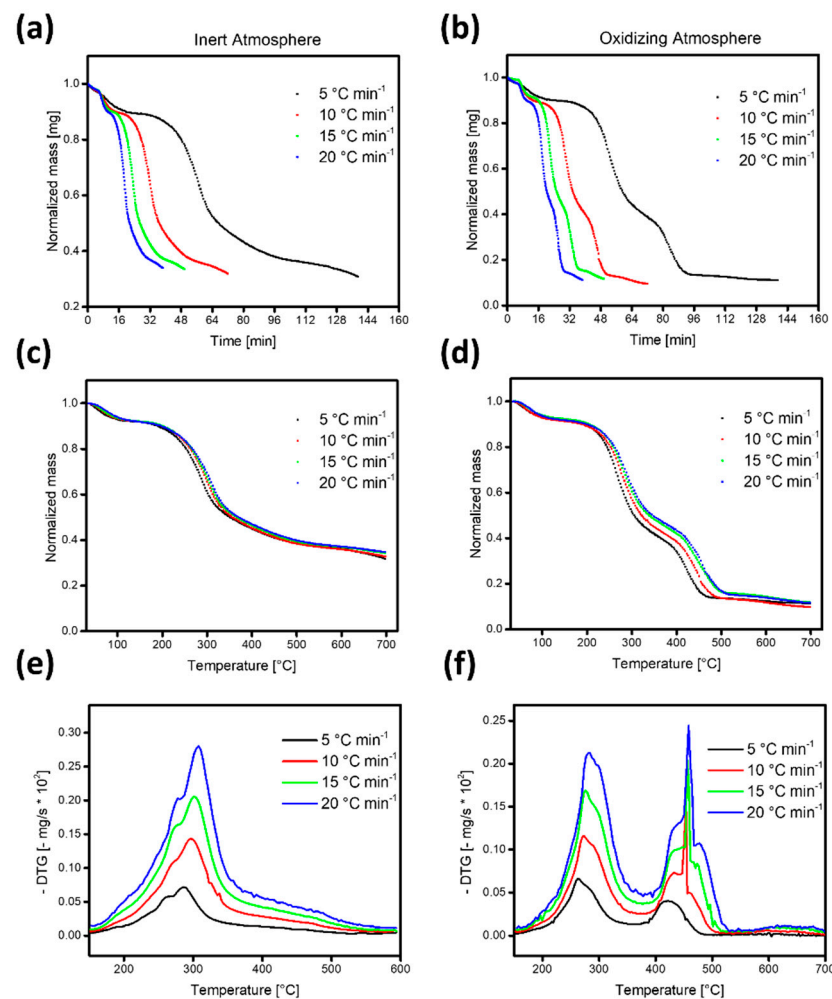 (a)
Inert Atmosphere
1.0
0.8
0.6
0.4
0.2
Normalized mass [mg]
5 °C min-1
10 °C min-1
15 °C min-1
20 °C min-1
0 16 32 48 64 80 96 112 128 144 160
Time [min]
(b)
Oxidizing Atmosphere
1.0
0.8
0.6
0.4
0.2
0.0
Normalized mass [mg]
5 °C min-1
10 °C min-1
15 °C min-1
20 °C min-1
0 16 32 48 64 80 96 112 128 144 160
Time [min]
(c)
1.0
0.8
0.6
0.4
0.2
0.0
Normalized mass
5 °C min-1
10 °C min-1
15 °C min-1
20 °C min-1
100 200 300 400 500 600 700
Temperature [°C]
(d)
1.0
0.8
0.6
0.4
0.2
0.0
Normalized mass
5 °C min-1
10 °C min-1
15 °C min-1
20 °C min-1
100 200 300 400 500 600 700
Temperature [°C]
(e)
0.30
0.25
0.20
0.15
0.10
0.05
0.00
- DTG [- mg/s * 10²]
5 °C min-1
10 °C min-1
15 °C min-1
20 °C min-1
200 300 400 500 600
Temperature [°C]
(f)
0.25
0.20
0.15
0.10
0.05
0.00
- DTG [- mg/s * 10²]
5 °C min-1
10 °C min-1
15 °C min-1
20 °C min-1
200 300 400 500 600 700
Temperature [°C]